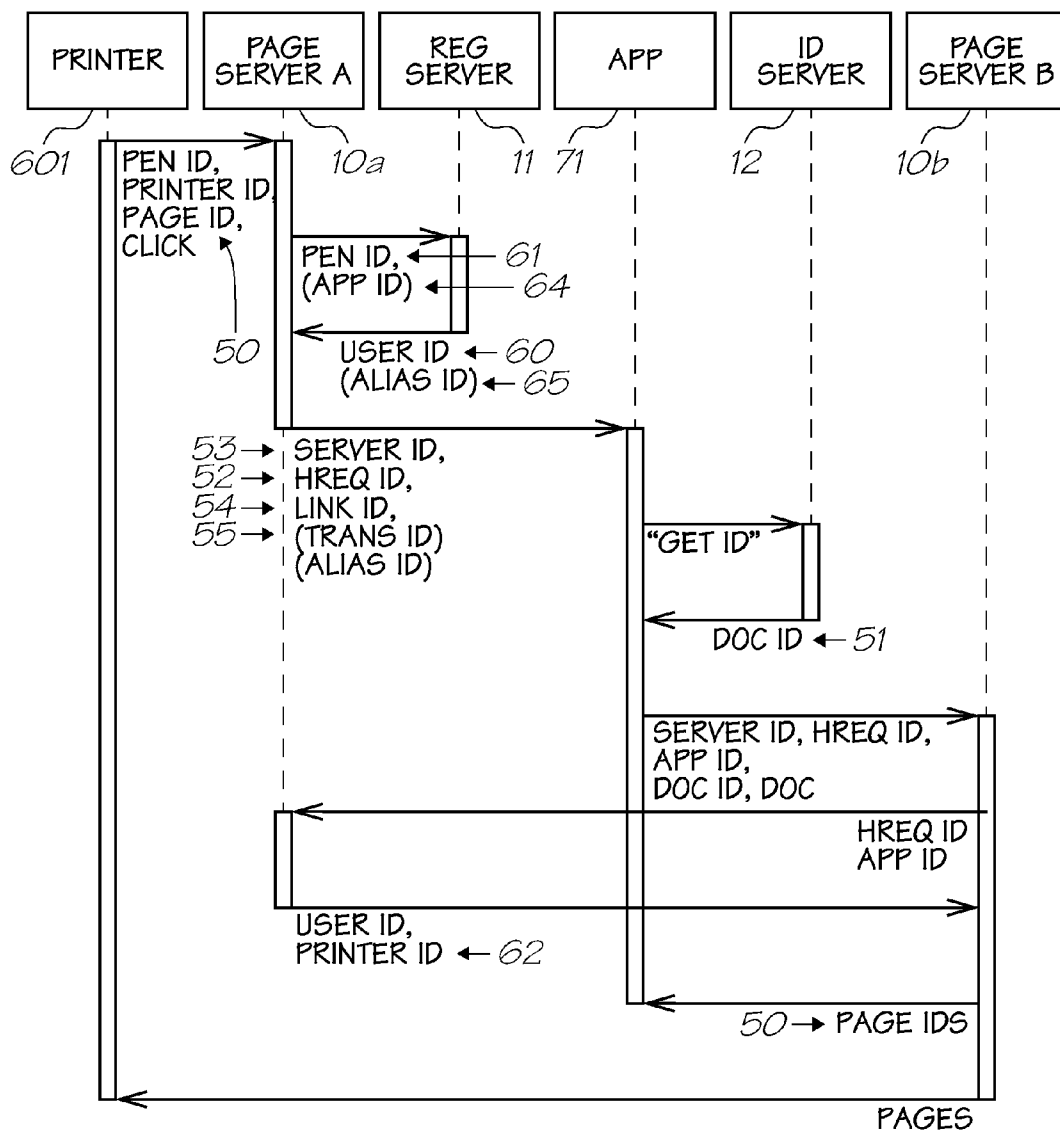 PRINTER
PAGE
SERVER A
REG
SERVER
APP
ID
SERVER
PAGE
SERVER B
601
10a
11
71
12
10b
PEN ID,
PRINTER ID,
PAGE ID,
CLICK
50
PEN ID,
61
(APP ID)
64
USER ID
60
(ALIAS ID)
65
53
SERVER ID,
52
HREQ ID,
54
LINK ID,
55
(TRANS ID)
(ALIAS ID)
"GET ID"
DOC ID
51
SERVER ID, HREQ ID,
APP ID,
DOC ID, DOC
HREQ ID
APP ID
USER ID,
PRINTER ID
62
50
PAGE IDS
PAGES